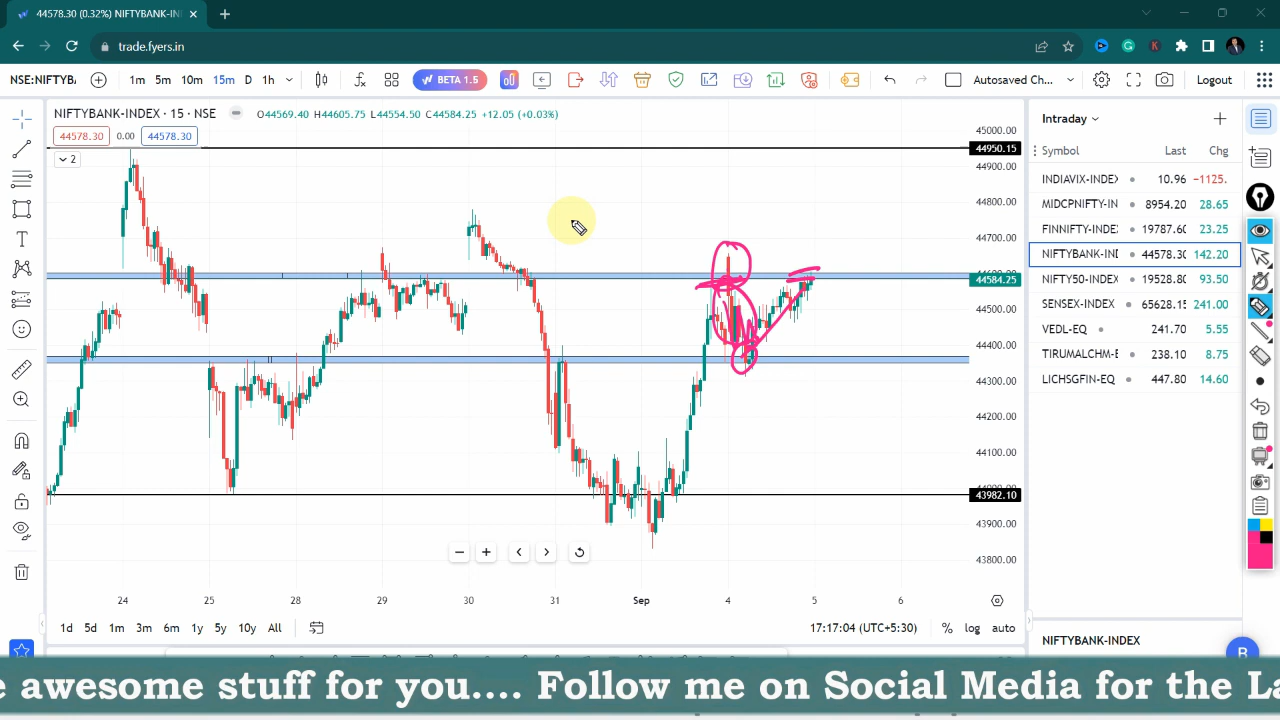 44578.30 (0.32%) NIFTYBANK-IN
trade.fyers.in
NSE:NIFTYB
1m 5m 10m 15m D 1h BETA 1.5 Autosaved Ch... Logout
NIFTYBANK-INDEX · 15 · NSE O44569.40 H44605.75 L44554.50 C44584.25 +12.05 (+0.03%)
44578.30 0.00 44578.30
2
45000.00
44950.15
44900.00
44800.00
44700.00
44584.25
44500.00
44400.00
44300.00
44200.00
44100.00
43982.10
43900.00
43800.00
24 25 28 29 30 31 Sep 4 5 6
1d 5d 1m 3m 6m 1y 5y 10y All 17:17:04 (UTC+5:30) % log auto
Intraday
Symbol Last Chg
INDIAVIX-INDEX 10.96 −1125.
MIDCPNIFTY-IN 8954.20 28.65
FINNIFTY-INDE 19787.60 23.25
NIFTYBANK-INI 44578.30 142.20
NIFTY50-INDEX 19528.80 93.50
SENSEX-INDEX 65628.15 241.00
VEDL-EQ 241.70 5.55
TIRUMALCHM-E 238.10 8.75
LICHSGFIN-EQ 447.80 14.60
NIFTYBANK-INDEX
e awesome stuff for you.... Follow me on Social Media for the La